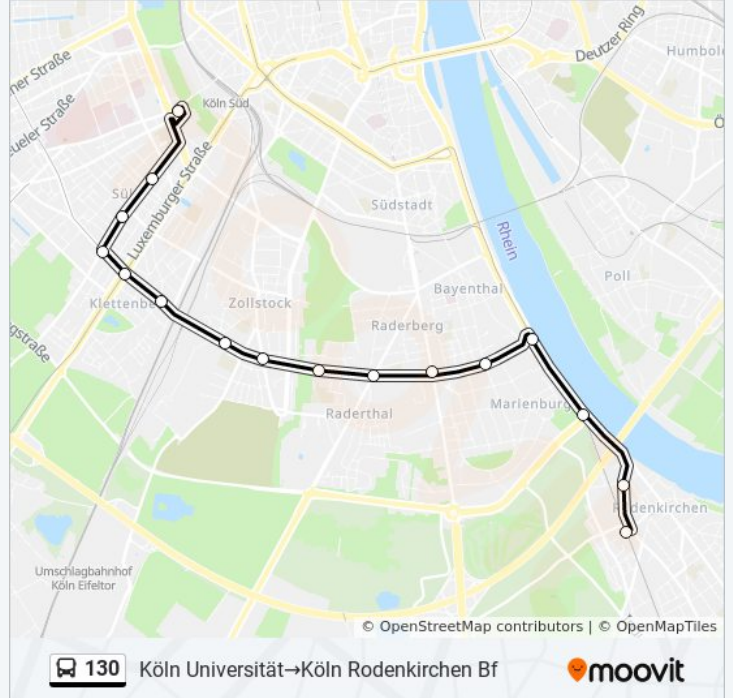 Deutzer Ring
Humbol
ner Straße
Köln Süd
ueler Straße
Ö
Luxemburger Straße
Sül
Südstadt
Rhein
Poll
Bayenthal
Klettenbe
Zollstock
Raderberg
gstraße
Marienburg
Raderthal
Rodenkirchen
Umschlagbahnhof
Köln Eifeltor
© OpenStreetMap contributors | © OpenMapTiles
130 Köln Universität→Köln Rodenkirchen Bf moovit